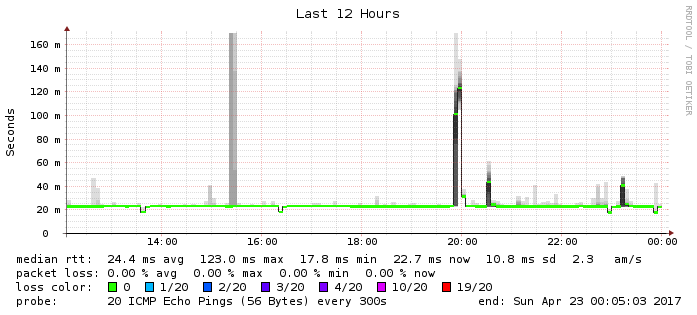 Last 12 Hours
RRDTOOL / TOBI OETIKER
Seconds
160 m
140 m
120 m
100 m
80 m
60 m
40 m
20 m
0
14:00 16:00 18:00 20:00 22:00 00:00
median rtt: 24.4 ms avg 123.0 ms max 17.8 ms min 22.7 ms now 10.8 ms sd 2.3 am/s
packet loss: 0.00 % avg 0.00 % max 0.00 % min 0.00 % now
loss color: 0 1/20 2/20 3/20 4/20 10/20 19/20
probe: 20 ICMP Echo Pings (56 Bytes) every 300s end: Sun Apr 23 00:05:03 2017